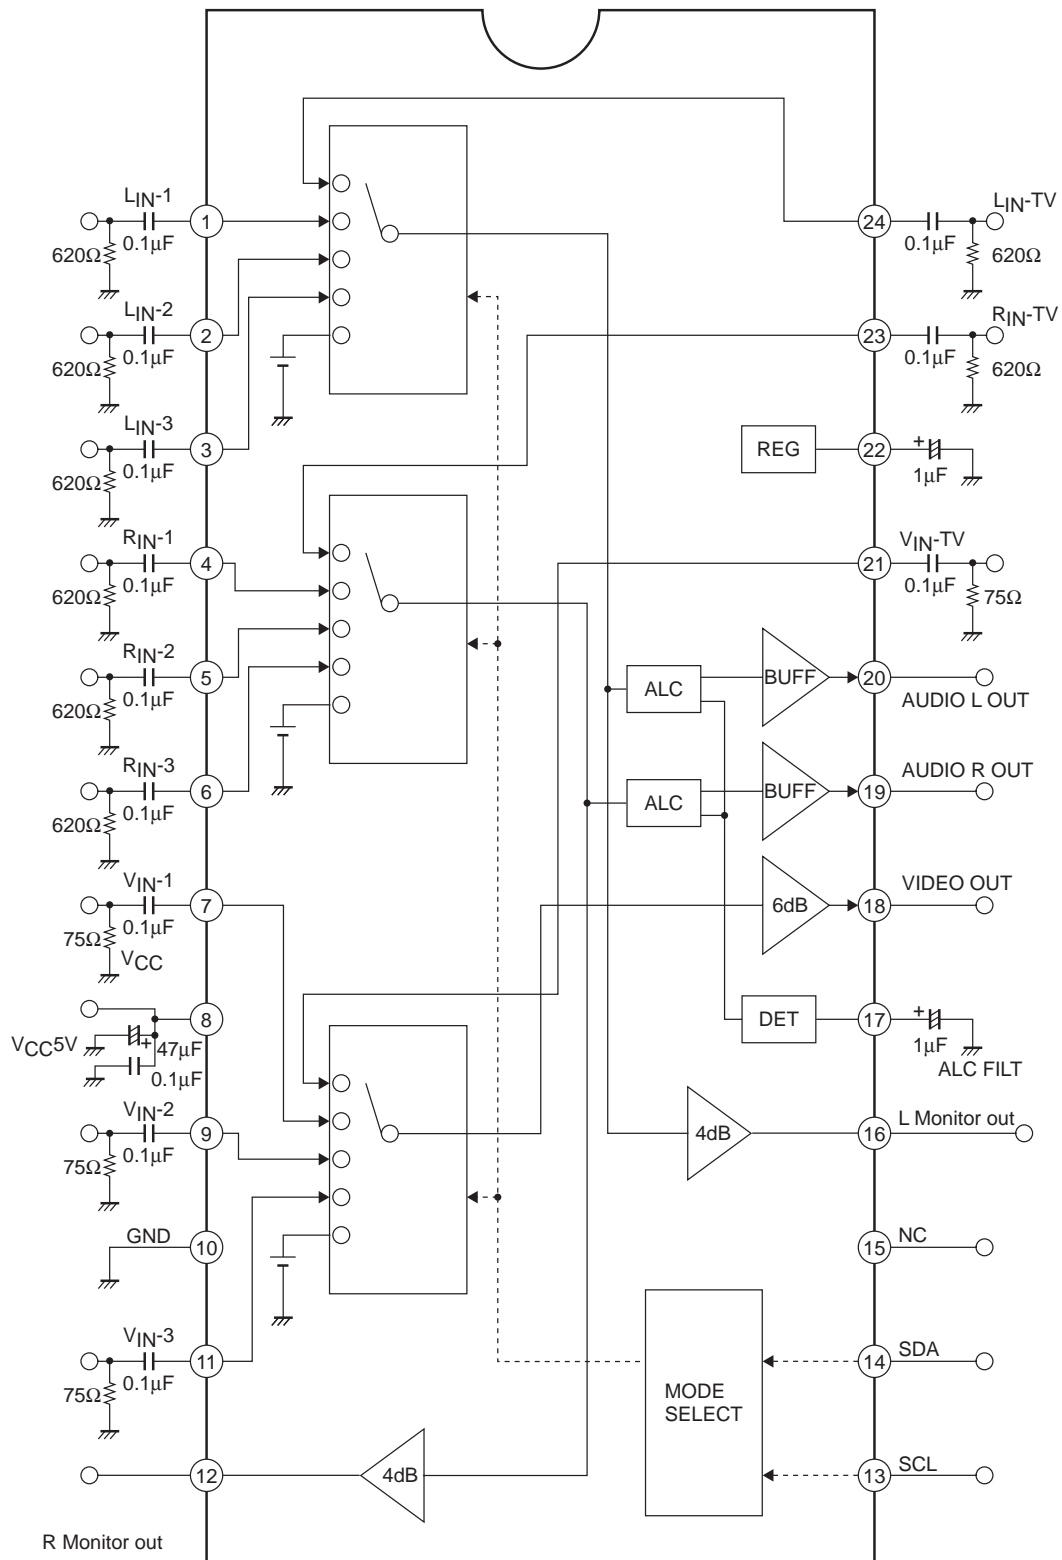 LIN-1
1
0.1µF
620Ω
LIN-2
2
0.1µF
620Ω
LIN-3
3
0.1µF
620Ω
RIN-1
4
0.1µF
620Ω
RIN-2
5
0.1µF
620Ω
RIN-3
6
0.1µF
620Ω
VIN-1
7
0.1µF
75Ω
VCC
8
VCC5V
+
47µF
0.1µF
VIN-2
9
0.1µF
75Ω
GND
10
VIN-3
11
0.1µF
75Ω
12
4dB
R Monitor out
LIN-TV
24
0.1µF
620Ω
RIN-TV
23
0.1µF
620Ω
REG
22
+
1µF
VIN-TV
21
0.1µF
75Ω
ALC
BUFF
20
AUDIO L OUT
ALC
BUFF
AUDIO R OUT
19
VIDEO OUT
6dB
18
DET
17
+
1µF
ALC FILT
4dB
16
L Monitor out
15
NC
MODE
SELECT
14
SDA
13
SCL